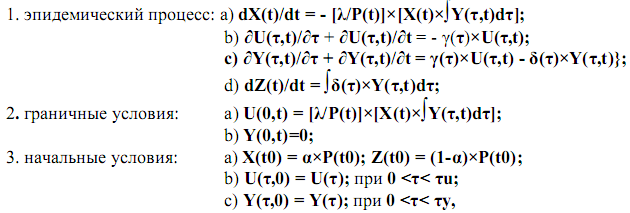 1. эпидемический процесс: a) dX(t)/dt = - [λ/P(t)]×[X(t)×∫Y(τ,t)dτ];
b) ∂U(τ,t)/∂τ + ∂U(τ,t)/∂t = - γ(τ)×U(τ,t);
c) ∂Y(τ,t)/∂τ + ∂Y(τ,t)/∂t = γ(τ)×U(τ,t) - δ(τ)×Y(τ,t)};
d) dZ(t)/dt = ∫δ(τ)×Y(τ,t)dτ;
2. граничные условия: a) U(0,t) = [λ/P(t)]×[X(t)×∫Y(τ,t)dτ];
b) Y(0,t)=0;
3. начальные условия: a) X(t0) = α×P(t0); Z(t0) = (1-α)×P(t0);
b) U(τ,0) = U(τ); при 0 <τ< τu;
c) Y(τ,0) = Y(τ); при 0 <τ< τy,